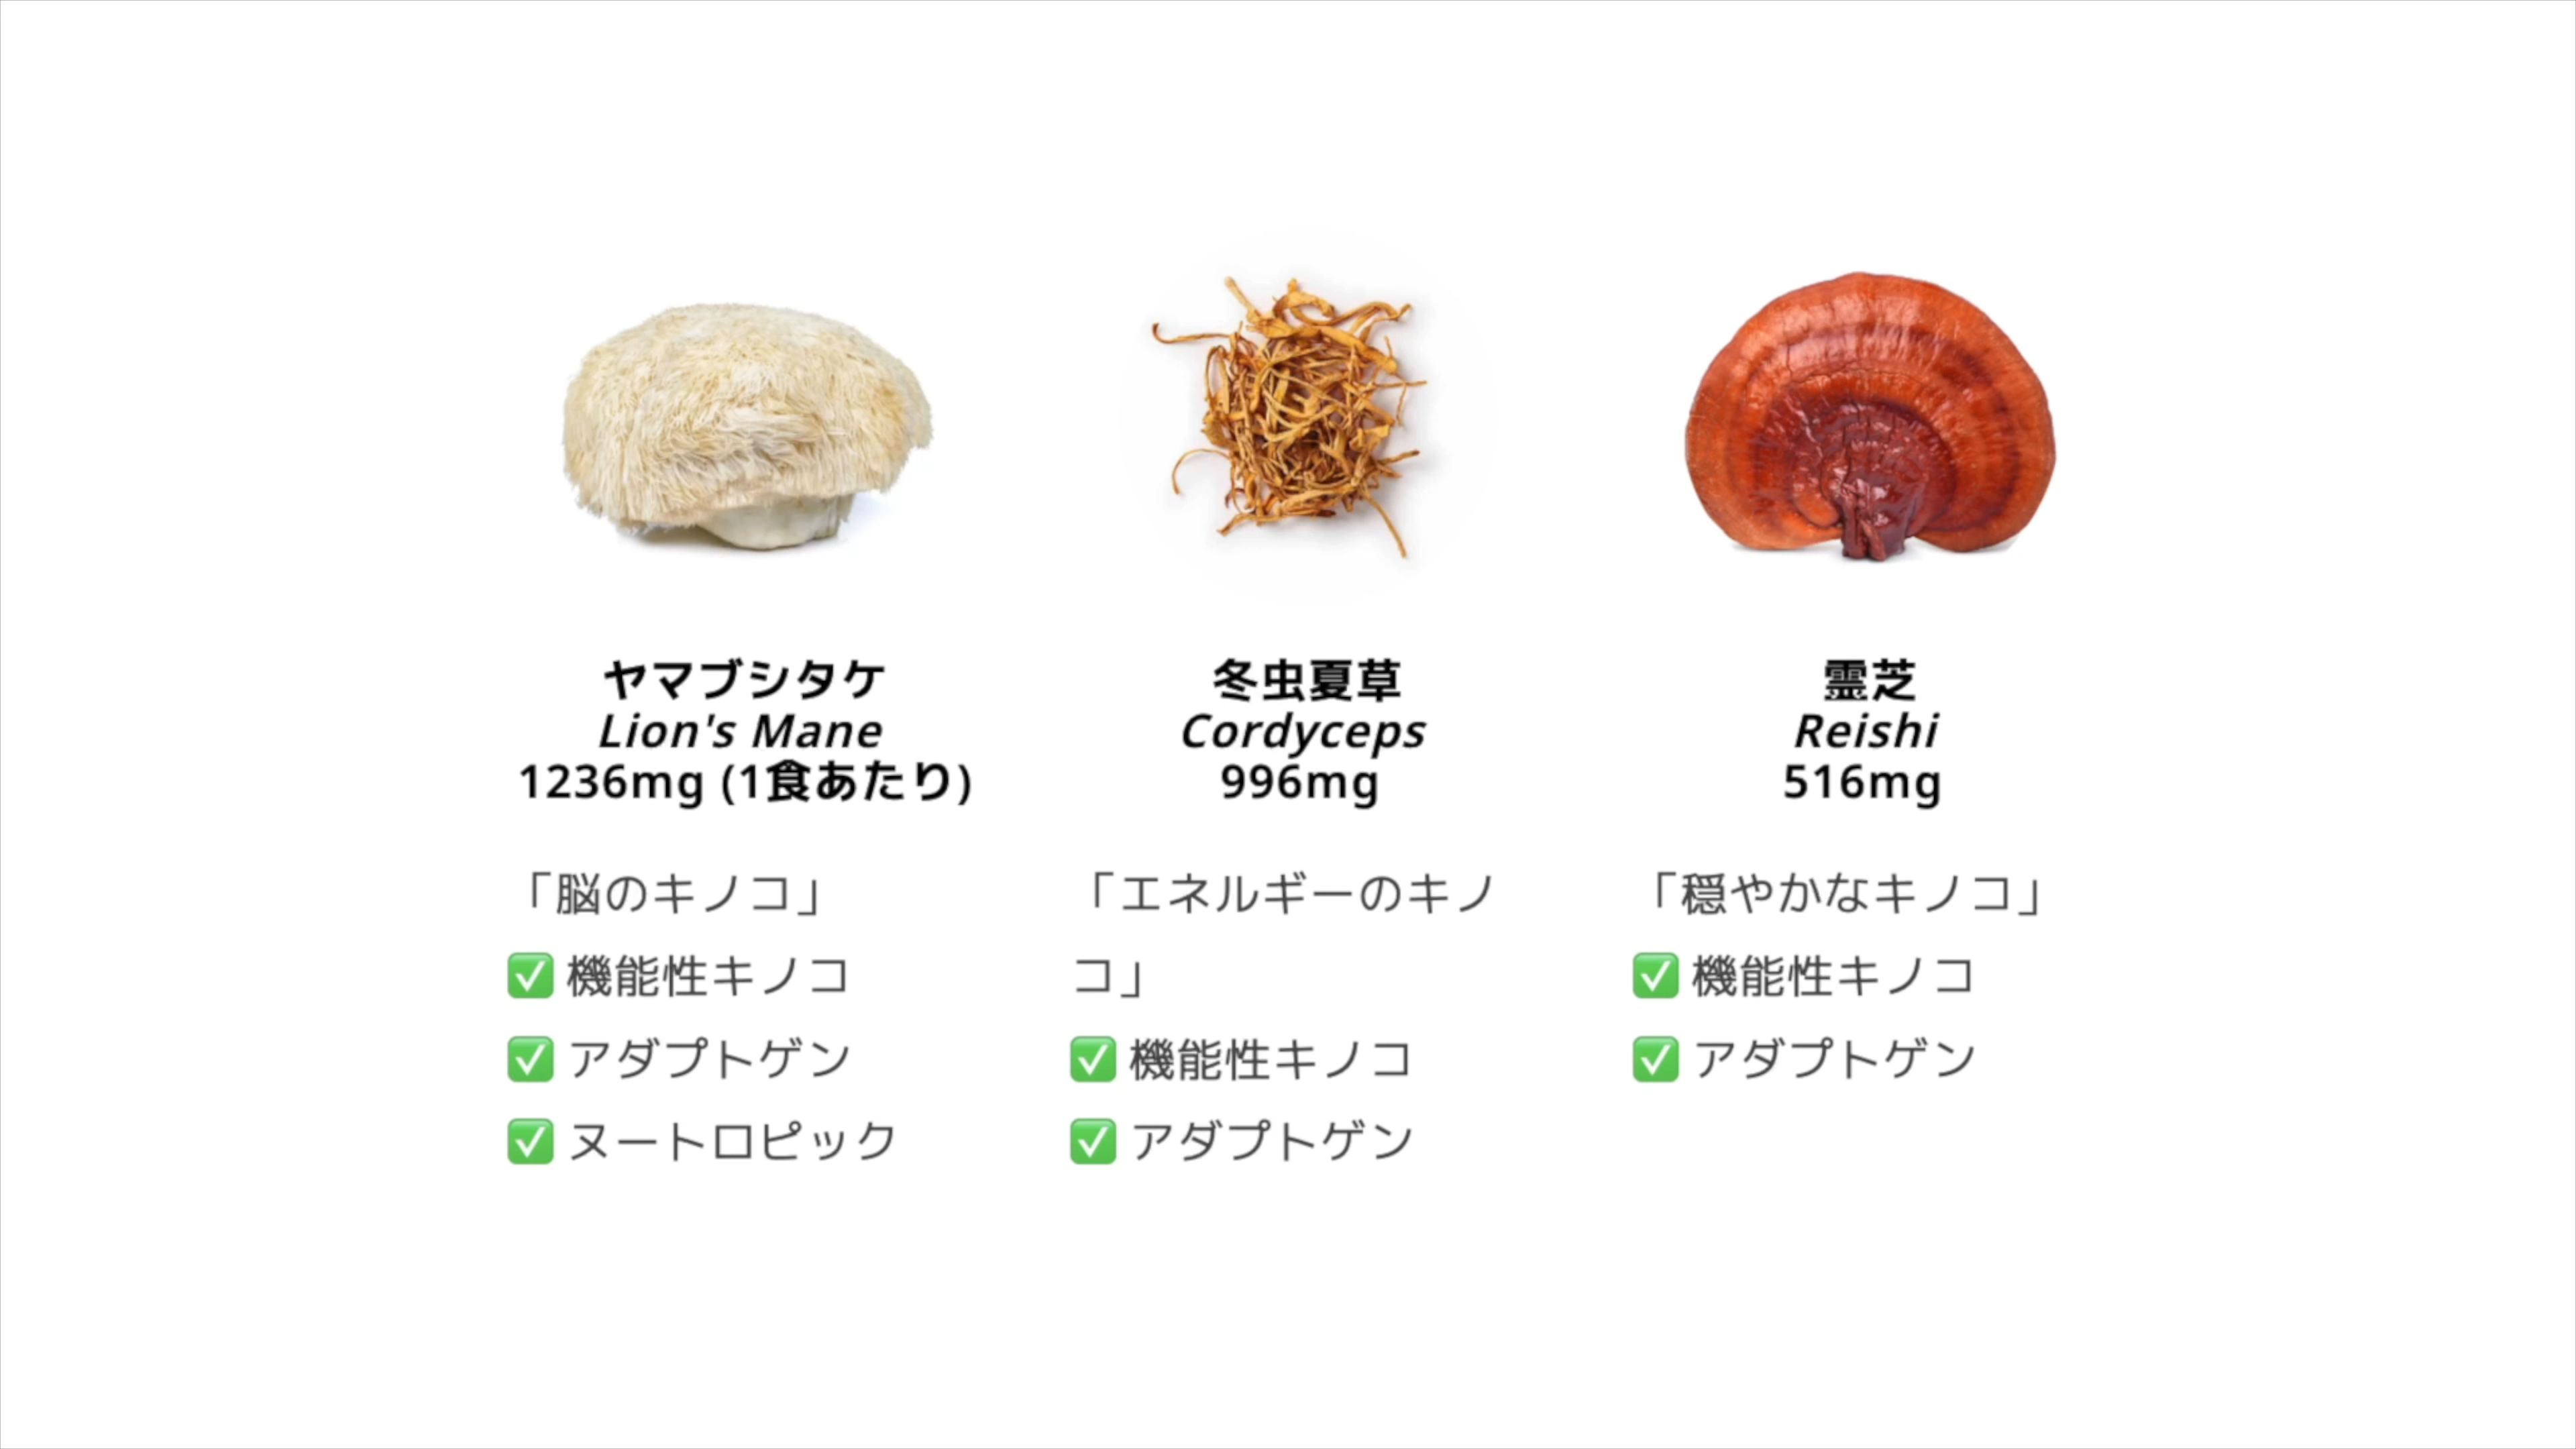 ヤマブシタケ
Lion's Mane
1236mg (1食あたり)
「脳のキノコ」
✅ 機能性キノコ
✅ アダプトゲン
✅ ヌートロピック
冬虫夏草
Cordyceps
996mg
「エネルギーのキノ
コ」
✅ 機能性キノコ
✅ アダプトゲン
霊芝
Reishi
516mg
「穏やかなキノコ」
✅ 機能性キノコ
✅ アダプトゲン